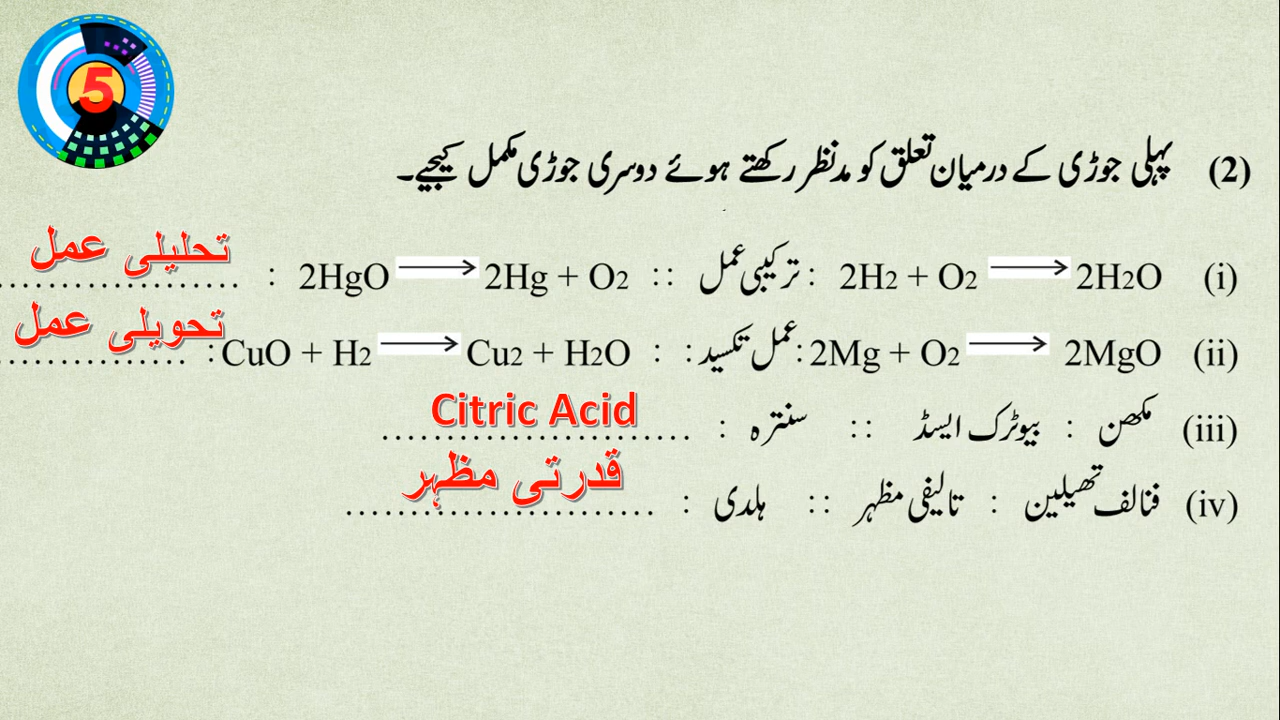 5
(2) پہلی جوڑی کے درمیان تعلق کو مدنظر رکھتے ہوئے دوسری جوڑی مکمل کیجیے۔
(i) 2H2 + O2 ⟶ 2H2O : ترکیبی عمل :: 2HgO ⟶ 2Hg + O2 : تحلیلی عمل ...................
(ii) 2Mg + O2 ⟶ 2MgO : عمل تکسید :: CuO + H2 ⟶ Cu2 + H2O : تحویلی عمل ...............
(iii) مکھن : بیوٹرک ایسڈ :: سنترہ : Citric Acid ........................
(iv) فنالف تھیلین : تالیفی مظہر :: ہلدی : قدرتی مظہر ........................